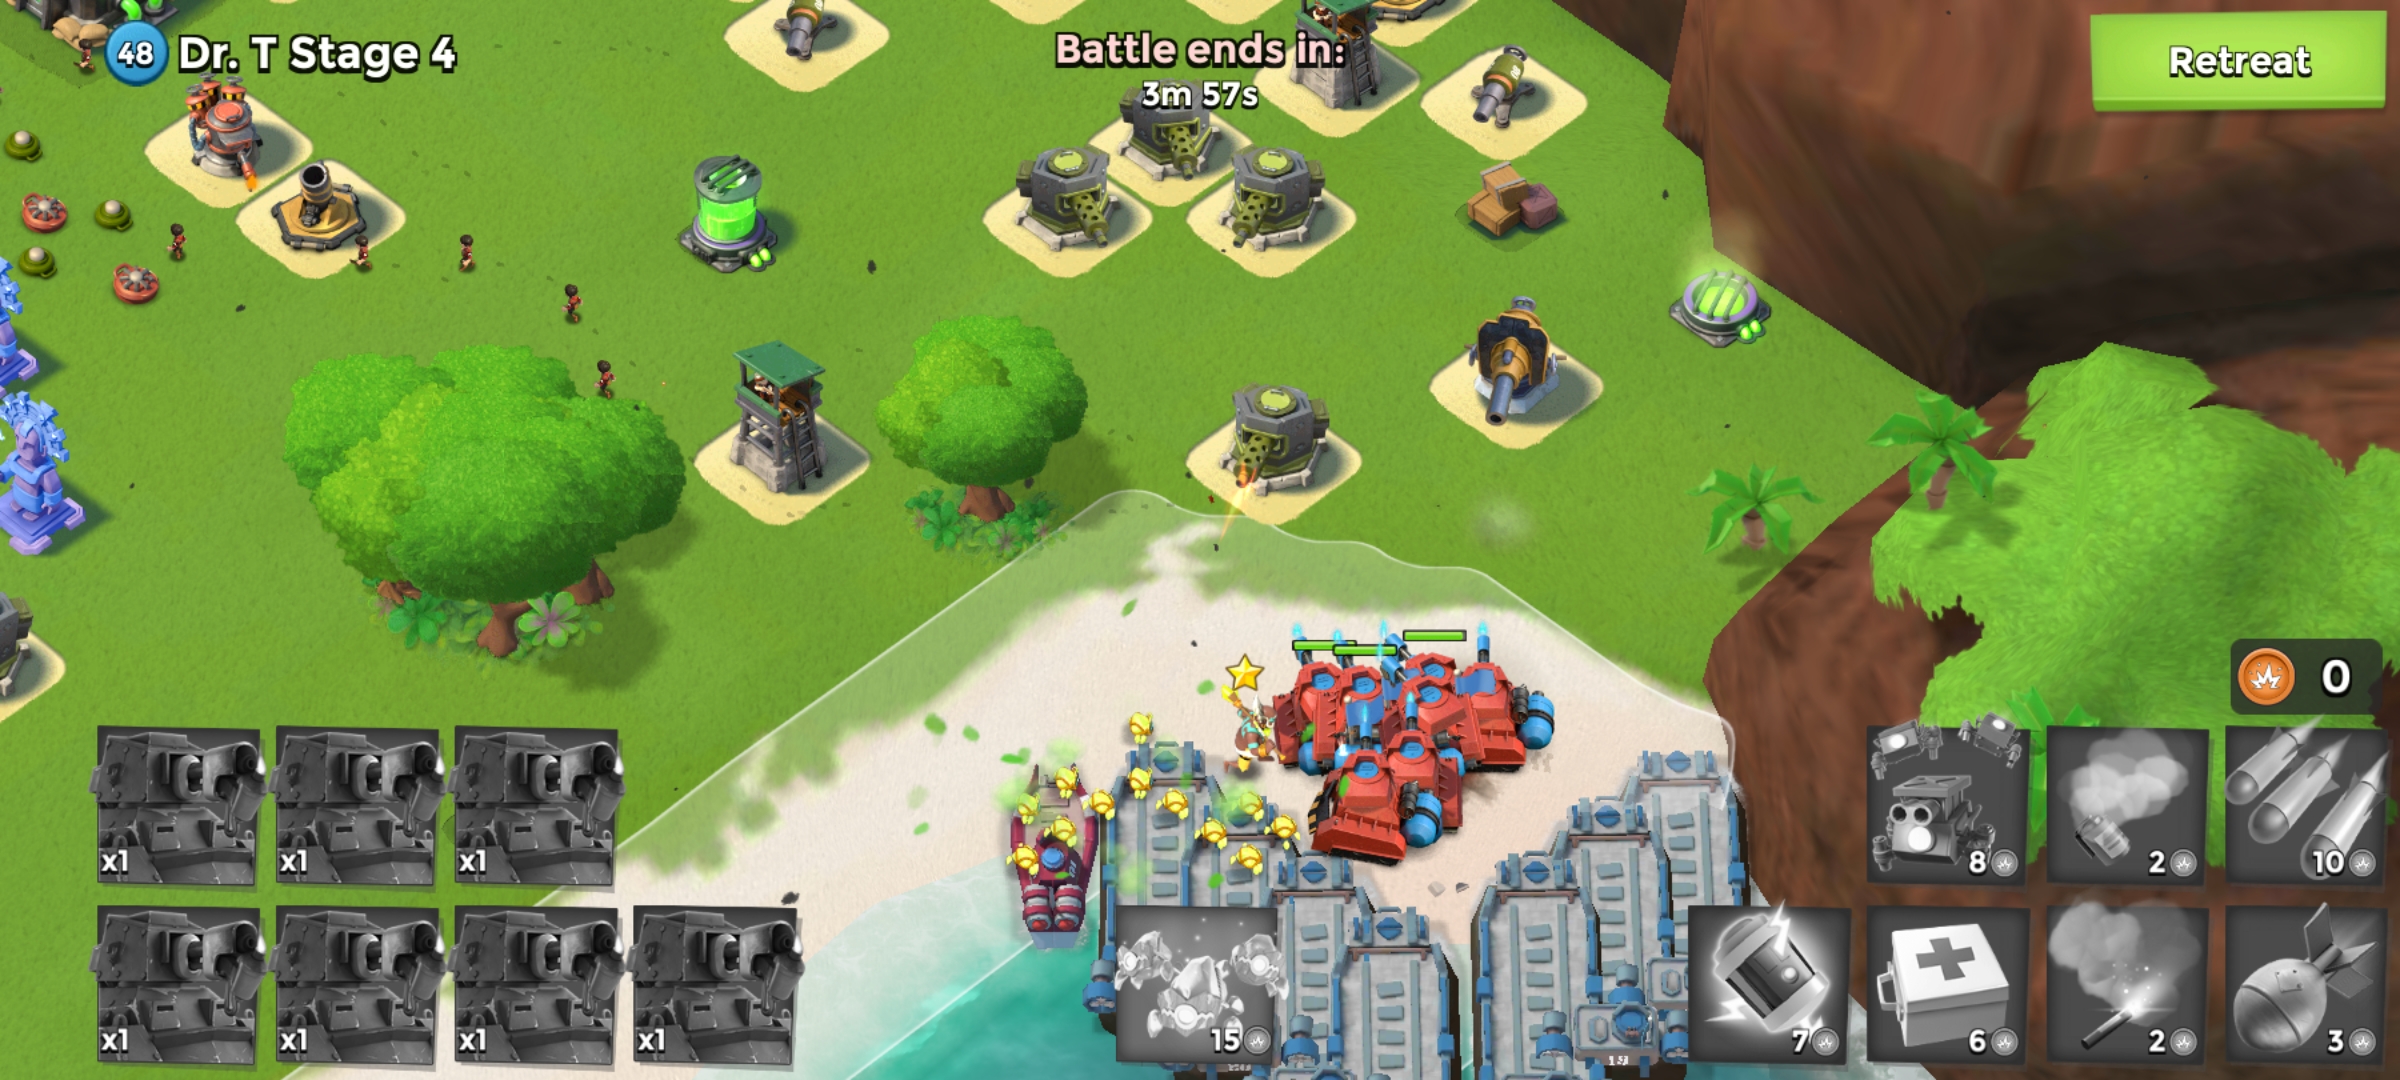 48 Dr. T Stage 4
Battle ends in:
3m 57s
Retreat
0
x1 x1 x1
8 2 10
x1 x1 x1 x1
15 7 6 2 3
19